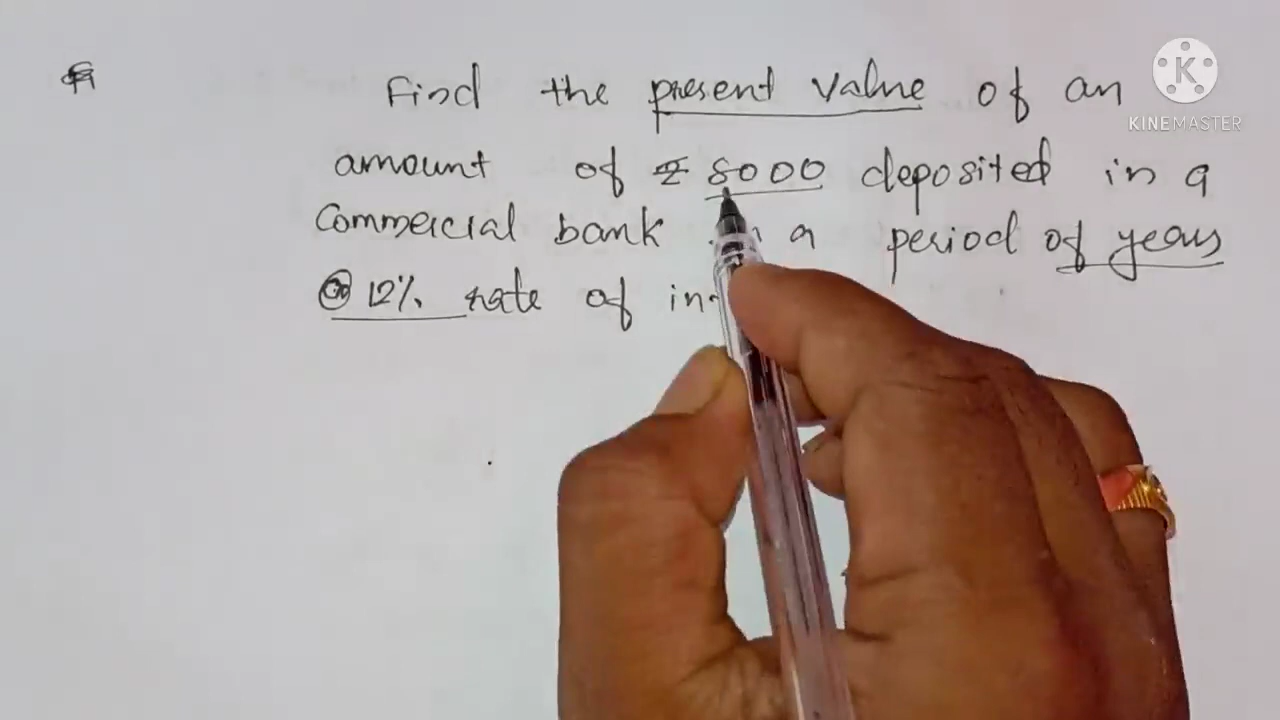 Find the present value of an
amount of ₹ 8000 deposited in a
Commercial bank a period of years
@ 12% rate of in
KINEMASTER